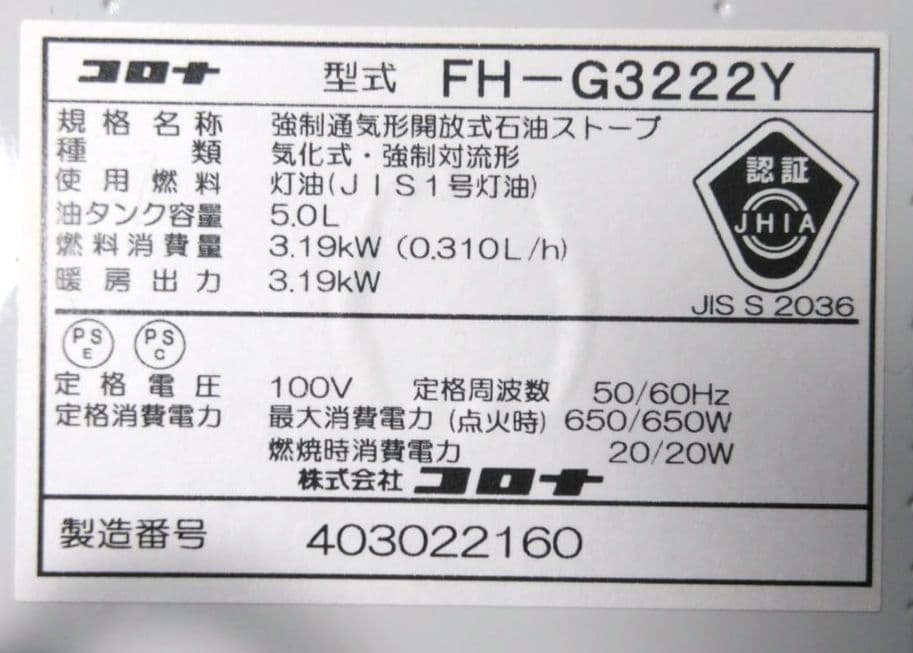 コロナ 型式 FH-G3222Y
規格名称 強制通気形開放式石油ストーブ
種類 気化式・強制対流形
使用燃料 灯油(JIS1号灯油)
油タンク容量 5.0L
燃料消費量 3.19kW (0.310L/h)
暖房出力 3.19kW
認証
JHIA
JIS S 2036
PS E PS C
定格電圧 100V 定格周波数 50/60Hz
定格消費電力 最大消費電力 (点火時) 650/650W
燃焼時消費電力 20/20W
株式会社 コロナ
製造番号 403022160